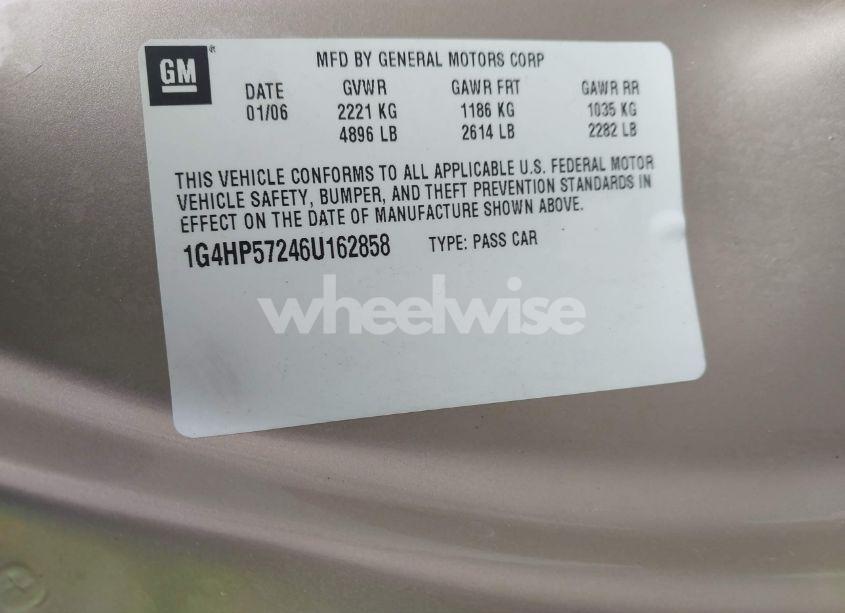 GM
MFD BY GENERAL MOTORS CORP
DATE GVWR GAWR FRT GAWR RR
01/06 2221 KG 1186 KG 1035 KG
4896 LB 2614 LB 2282 LB
THIS VEHICLE CONFORMS TO ALL APPLICABLE U.S. FEDERAL MOTOR
VEHICLE SAFETY, BUMPER, AND THEFT PREVENTION STANDARDS IN
EFFECT ON THE DATE OF MANUFACTURE SHOWN ABOVE.
1G4HP57246U162858 TYPE: PASS CAR
wheelwise